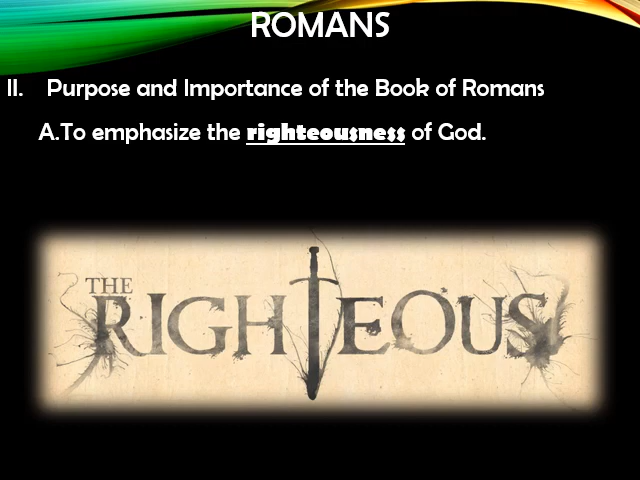 ROMANS
II. Purpose and Importance of the Book of Romans
A.To emphasize the righteousness of God.
THE
RIGHTEOUS